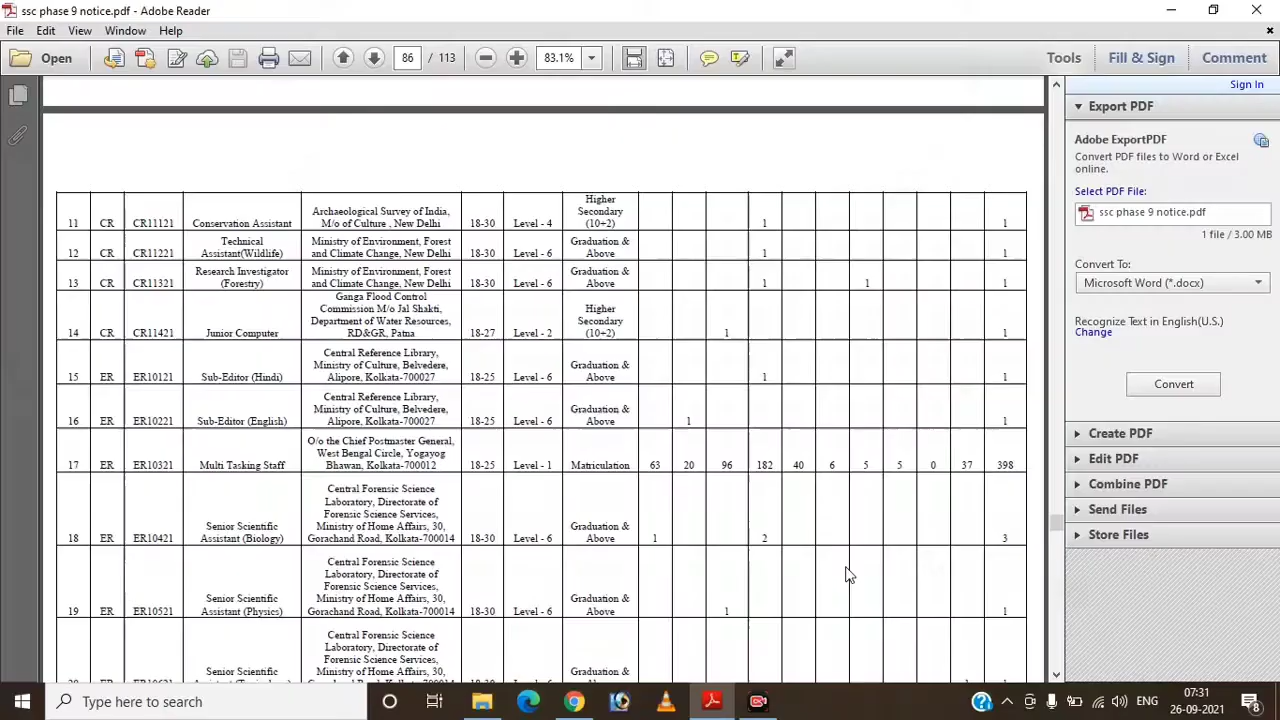 ssc phase 9 notice.pdf - Adobe Reader
File Edit View Window Help
Open 86 / 113 83.1% Tools Fill & Sign Comment
Sign In
Export PDF
Adobe ExportPDF
Convert PDF files to Word or Excel
online.
Select PDF File:
ssc phase 9 notice.pdf
1 file / 3.00 MB
Convert To:
Microsoft Word (*.docx)
Recognize Text in English(U.S.)
Change
Convert
Create PDF
Edit PDF
Combine PDF
Send Files
Store Files
11 CR CR11121 Conservation Assistant Archaeological Survey of India, M/o of Culture , New Delhi 18-30 Level - 4 Higher Secondary (10+2) 1 1
12 CR CR11221 Technical Assistant(Wildlife) Ministry of Environment, Forest and Climate Change, New Delhi 18-30 Level - 6 Graduation & Above 1 1
13 CR CR11321 Research Investigator (Forestry) Ministry of Environment, Forest and Climate Change, New Delhi 18-30 Level - 6 Graduation & Above 1 1 1
14 CR CR11421 Junior Computer Ganga Flood Control Commission M/o Jal Shakti, Department of Water Resources, RD&GR, Patna 18-27 Level - 2 Higher Secondary (10+2) 1 1
15 ER ER10121 Sub-Editor (Hindi) Central Reference Library, Ministry of Culture, Belvedere, Alipore, Kolkata-700027 18-25 Level - 6 Graduation & Above 1 1
16 ER ER10221 Sub-Editor (English) Central Reference Library, Ministry of Culture, Belvedere, Alipore, Kolkata-700027 18-25 Level - 6 Graduation & Above 1 1
17 ER ER10321 Multi Tasking Staff O/o the Chief Postmaster General, West Bengal Circle, Yogayog Bhawan, Kolkata-700012 18-25 Level - 1 Matriculation 63 20 96 182 40 6 5 5 0 37 398
18 ER ER10421 Senior Scientific Assistant (Biology) Central Forensic Science Laboratory, Directorate of Forensic Science Services, Ministry of Home Affairs, 30, Gorachand Road, Kolkata-700014 18-30 Level - 6 Graduation & Above 1 2 3
19 ER ER10521 Senior Scientific Assistant (Physics) Central Forensic Science Laboratory, Directorate of Forensic Science Services, Ministry of Home Affairs, 30, Gorachand Road, Kolkata-700014 18-30 Level - 6 Graduation & Above 1 1
Senior Scientific Central Forensic Science Laboratory, Directorate of Forensic Science Services, Ministry of Home Affairs, 30, Graduation &
Type here to search
ENG
07:31
26-09-2021
8